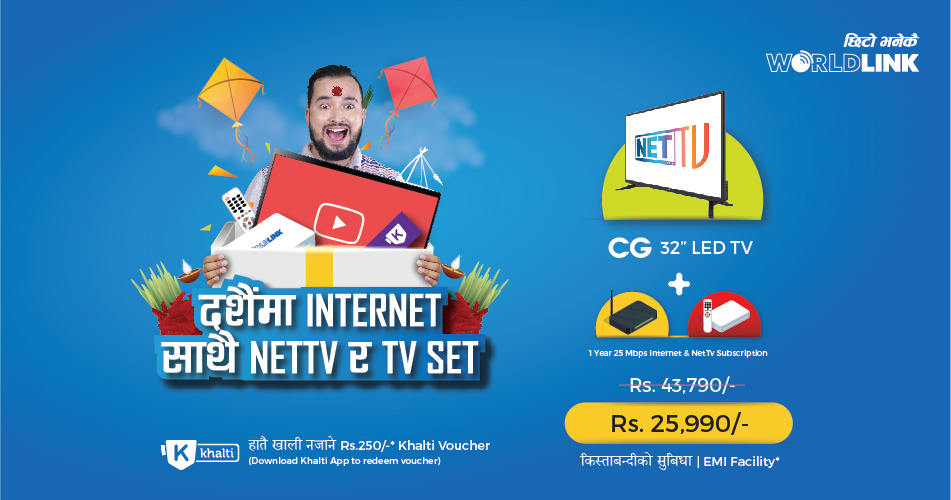 छिटो भनेकै
WORLDLINK
NETTV
WORLDLINK
CG 32” LED TV
+
दशैंमा INTERNET
साथै NETTV र TV SET
1 Year 25 Mbps Internet & NetTv Subscription
Rs. 43,790/-
Rs. 25,990/-
K khalti
हातै खाली नजाने Rs.250/-* Khalti Voucher
(Download Khalti App to redeem voucher)
किस्ताबन्दीको सुबिधा | EMI Facility*